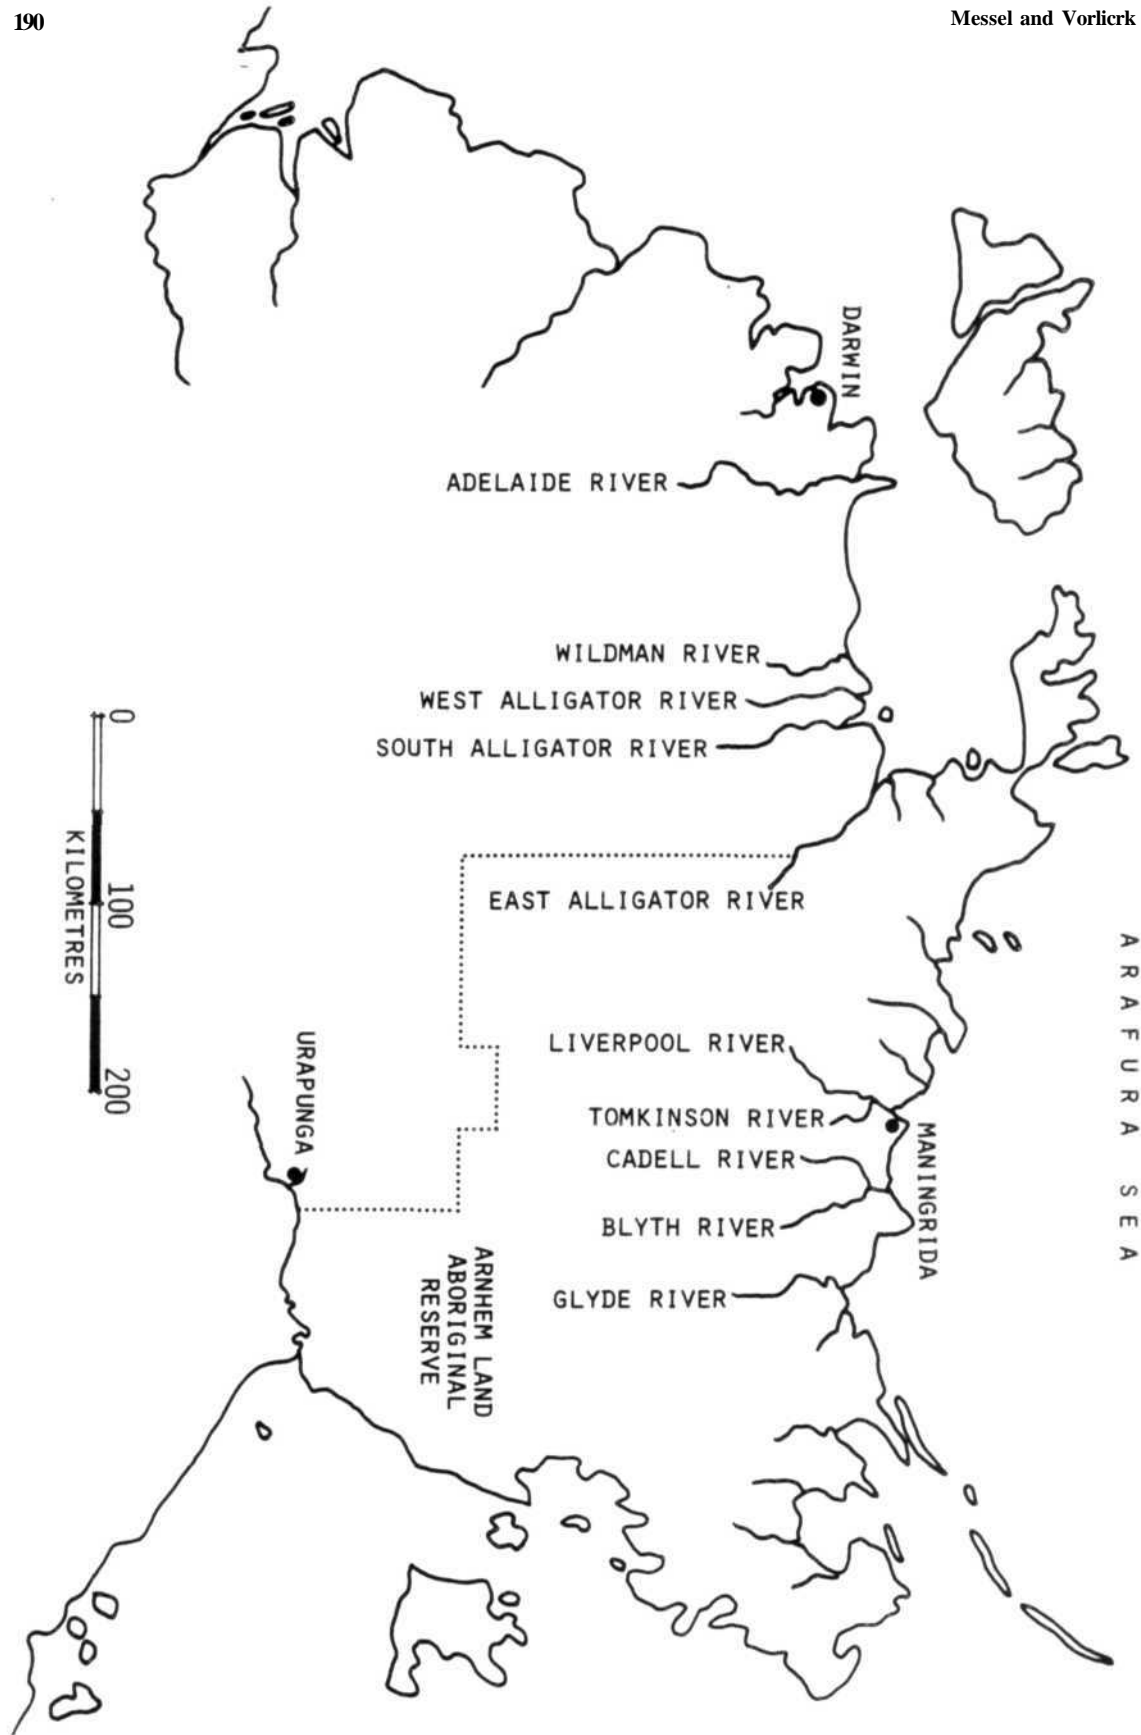 190
Messel and Vorlicrk
DARWIN
ADELAIDE RIVER
WILDMAN RIVER
WEST ALLIGATOR RIVER
SOUTH ALLIGATOR RIVER
EAST ALLIGATOR RIVER
ARAFURA SEA
LIVERPOOL RIVER
TOMKINSON RIVER
MANINGRIDA
CADELL RIVER
BLYTH RIVER
GLYDE RIVER
ARNHEM LAND
ABORIGINAL
RESERVE
URAPUNGA
0
100
200
KILOMETRES